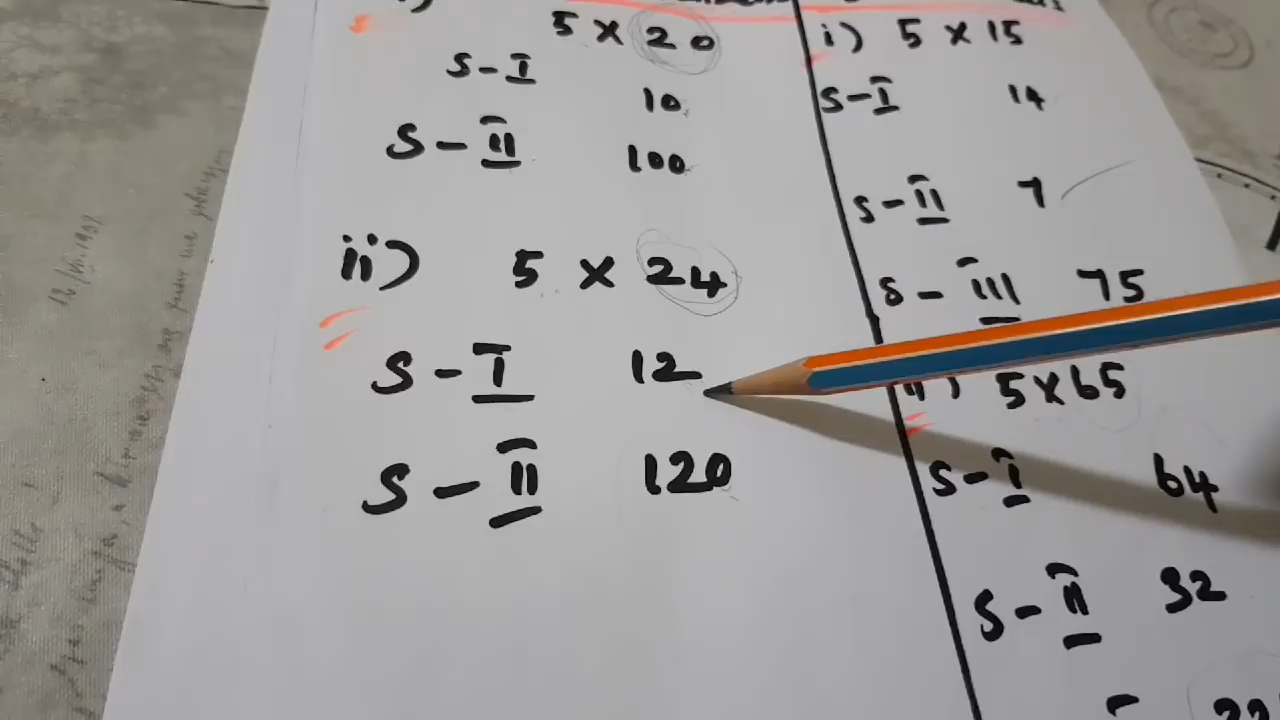 5 × 20
S - I
10
S - II 100
ii) 5 × 24
S - I 12
S - II 120
i) 5 × 15
S - I 14
S - II 7
S - III 75
ii) 5 × 65
S - I 64
S - II 32